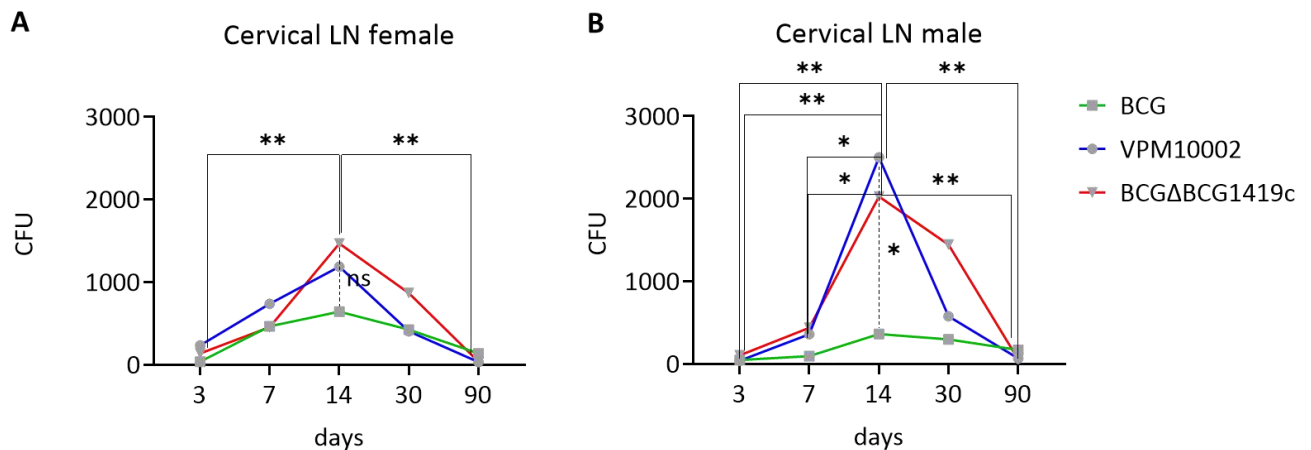 A
Cervical LN female
B
Cervical LN male
** **
**
** **
*
* **
*
ns
CFU
3000
2000
1000
0
3 7 14 30 90
days
CFU
3000
2000
1000
0
3 7 14 30 90
days
BCG
VPM10002
BCGΔBCG1419c